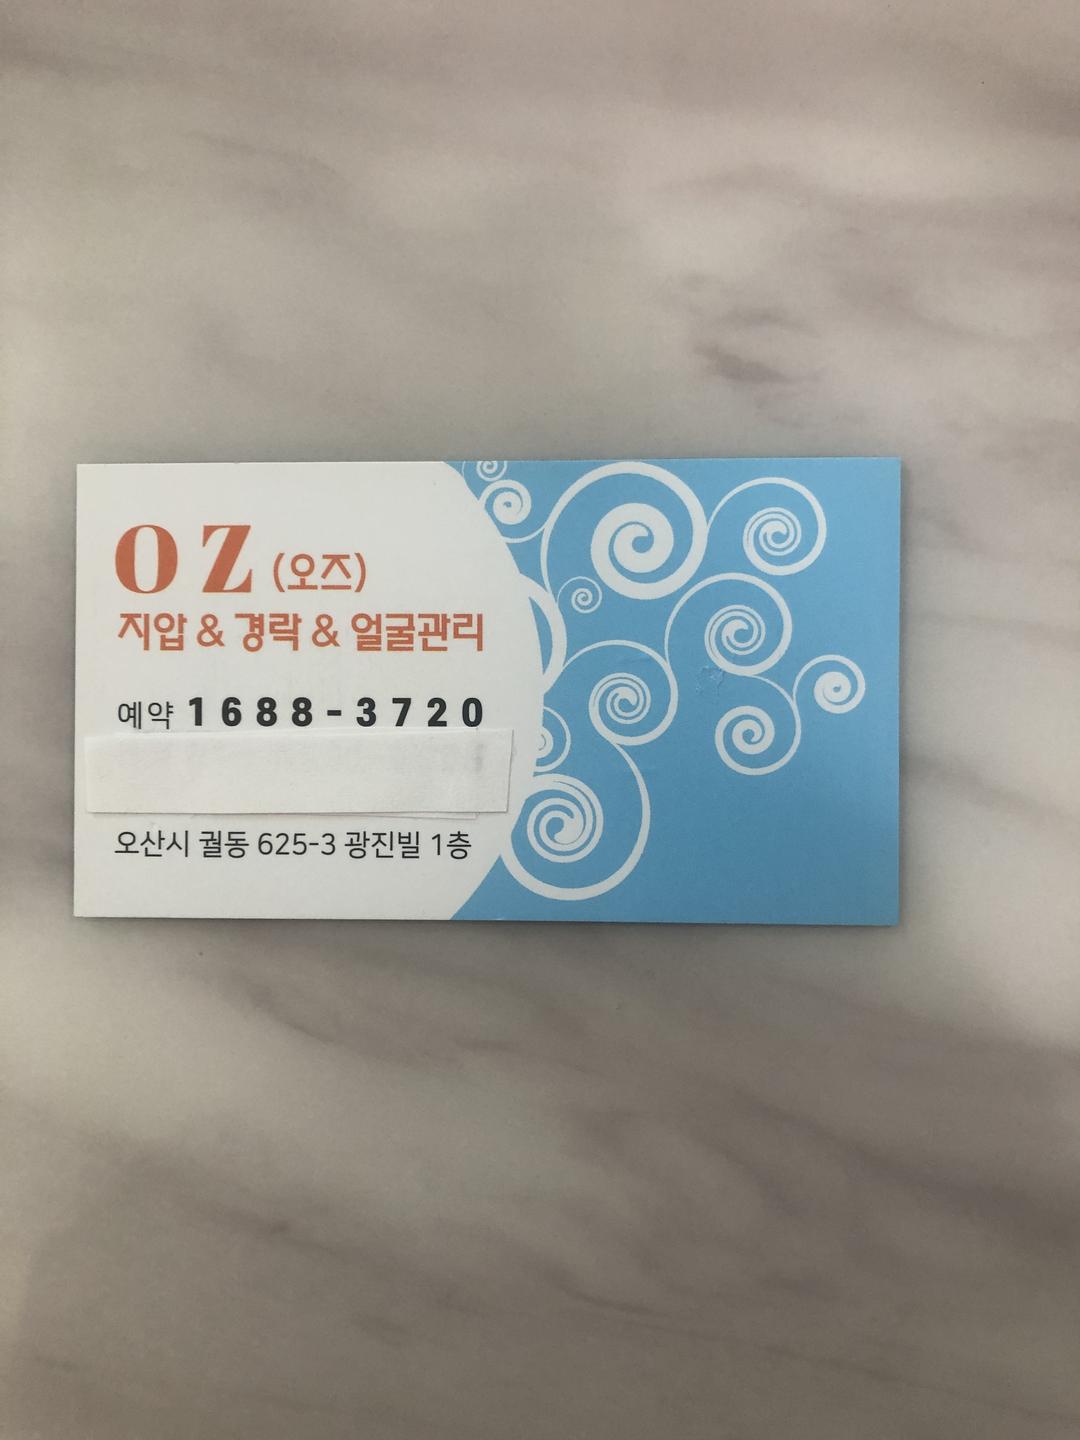 OZ (오즈)
지압 & 경락 & 얼굴관리
예약 1688-3720
오산시 궐동 625-3 광진빌 1층